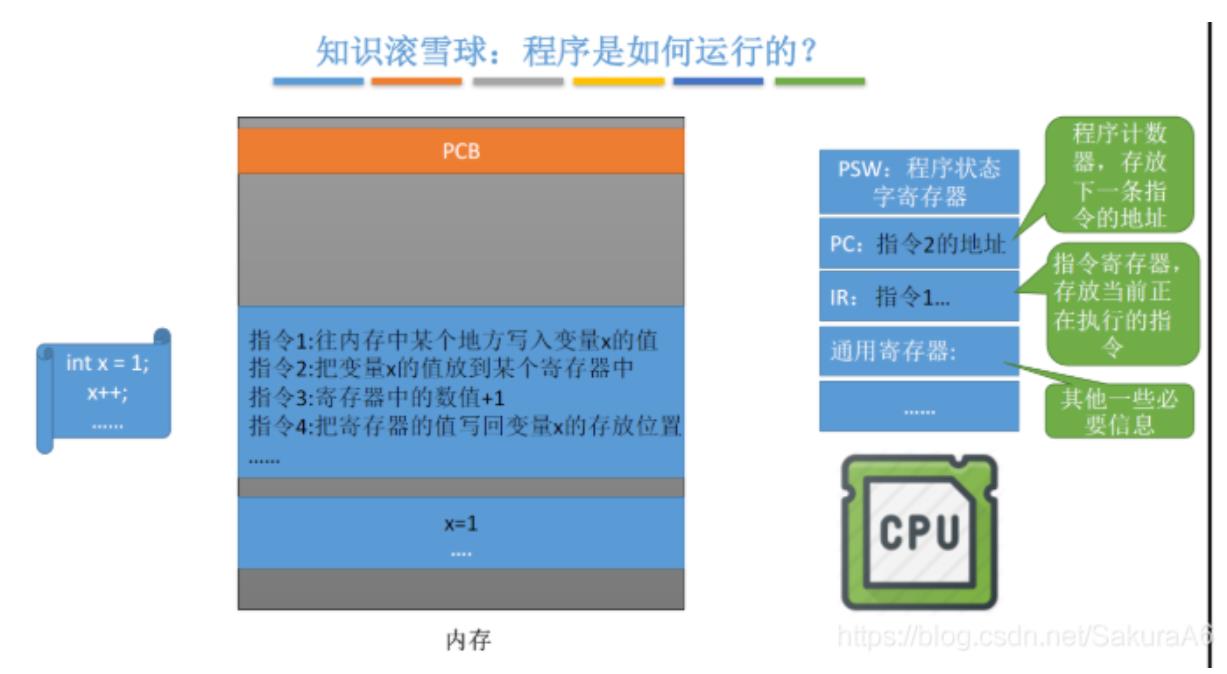 知识滚雪球：程序是如何运行的？
PCB
指令1:往内存中某个地方写入变量x的值
指令2:把变量x的值放到某个寄存器中
指令3:寄存器中的数值+1
指令4:把寄存器的值写回变量x的存放位置
......
x=1
....
内存
int x = 1;
x++;
......
PSW：程序状态
字寄存器
PC：指令2的地址
IR：指令1...
通用寄存器:
......
程序计数
器，存放
下一条指
令的地址
指令寄存器，
存放当前正
在执行的指
令
其他一些必
要信息
CPU
https://blog.csdn.net/SakuraA6